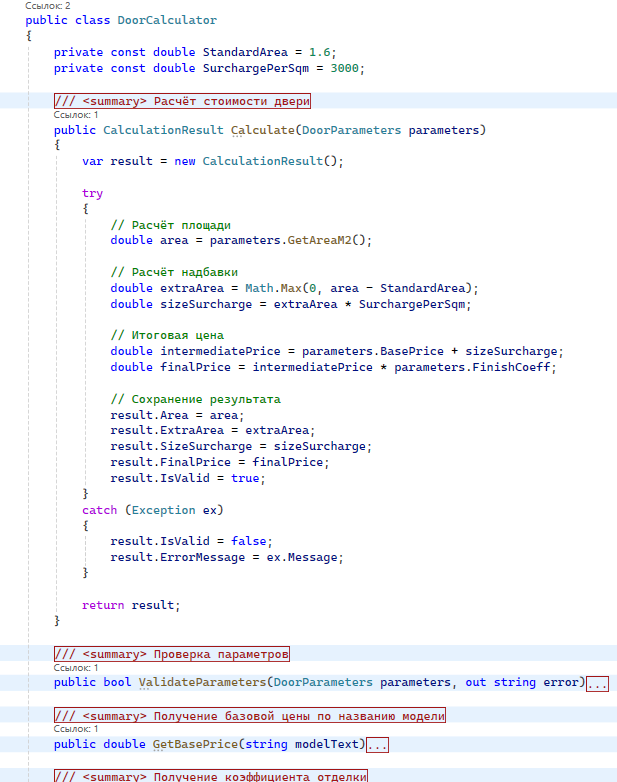 Ссылок: 2
public class DoorCalculator
{
    private const double StandardArea = 1.6;
    private const double SurchargePerSqm = 3000;

    /// <summary> Расчёт стоимости двери
    Ссылок: 1
    public CalculationResult Calculate(DoorParameters parameters)
    {
        var result = new CalculationResult();

        try
        {
            // Расчёт площади
            double area = parameters.GetAreaM2();

            // Расчёт надбавки
            double extraArea = Math.Max(0, area - StandardArea);
            double sizeSurcharge = extraArea * SurchargePerSqm;

            // Итоговая цена
            double intermediatePrice = parameters.BasePrice + sizeSurcharge;
            double finalPrice = intermediatePrice * parameters.FinishCoeff;

            // Сохранение результата
            result.Area = area;
            result.ExtraArea = extraArea;
            result.SizeSurcharge = sizeSurcharge;
            result.FinalPrice = finalPrice;
            result.IsValid = true;
        }
        catch (Exception ex)
        {
            result.IsValid = false;
            result.ErrorMessage = ex.Message;
        }

        return result;
    }

    /// <summary> Проверка параметров
    Ссылок: 1
    public bool ValidateParameters(DoorParameters parameters, out string error)...

    /// <summary> Получение базовой цены по названию модели
    Ссылок: 1
    public double GetBasePrice(string modelText)...

    /// <summary> Получение коэффициента отделки